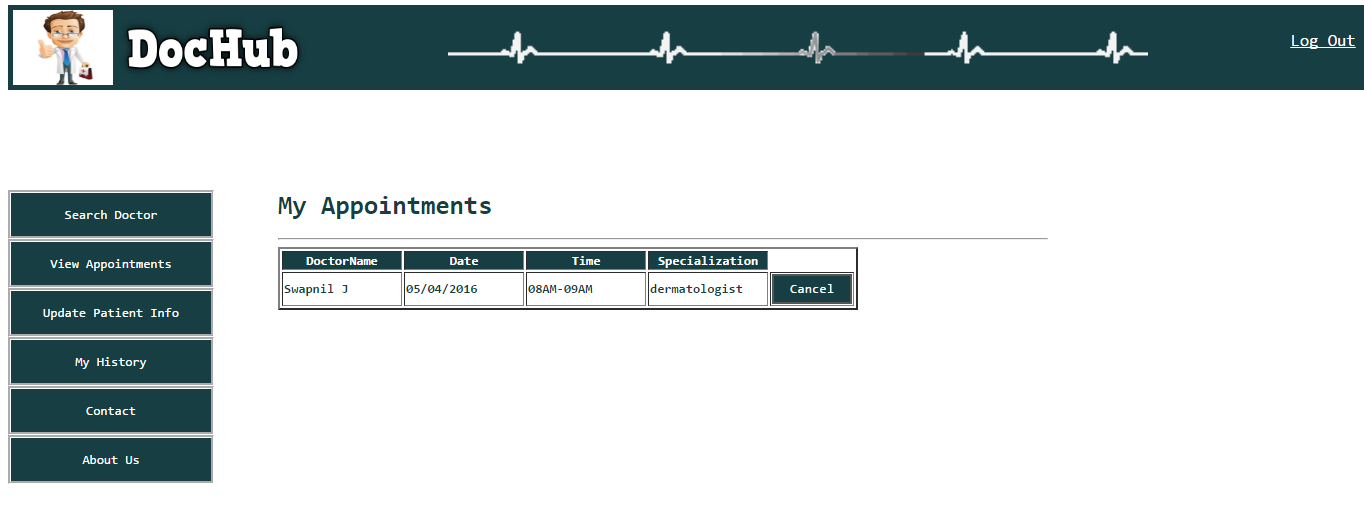 DocHub
Log Out
Search Doctor
View Appointments
Update Patient Info
My History
Contact
About Us
My Appointments
DoctorName Date Time Specialization
Swapnil J 05/04/2016 08AM-09AM dermatologist Cancel